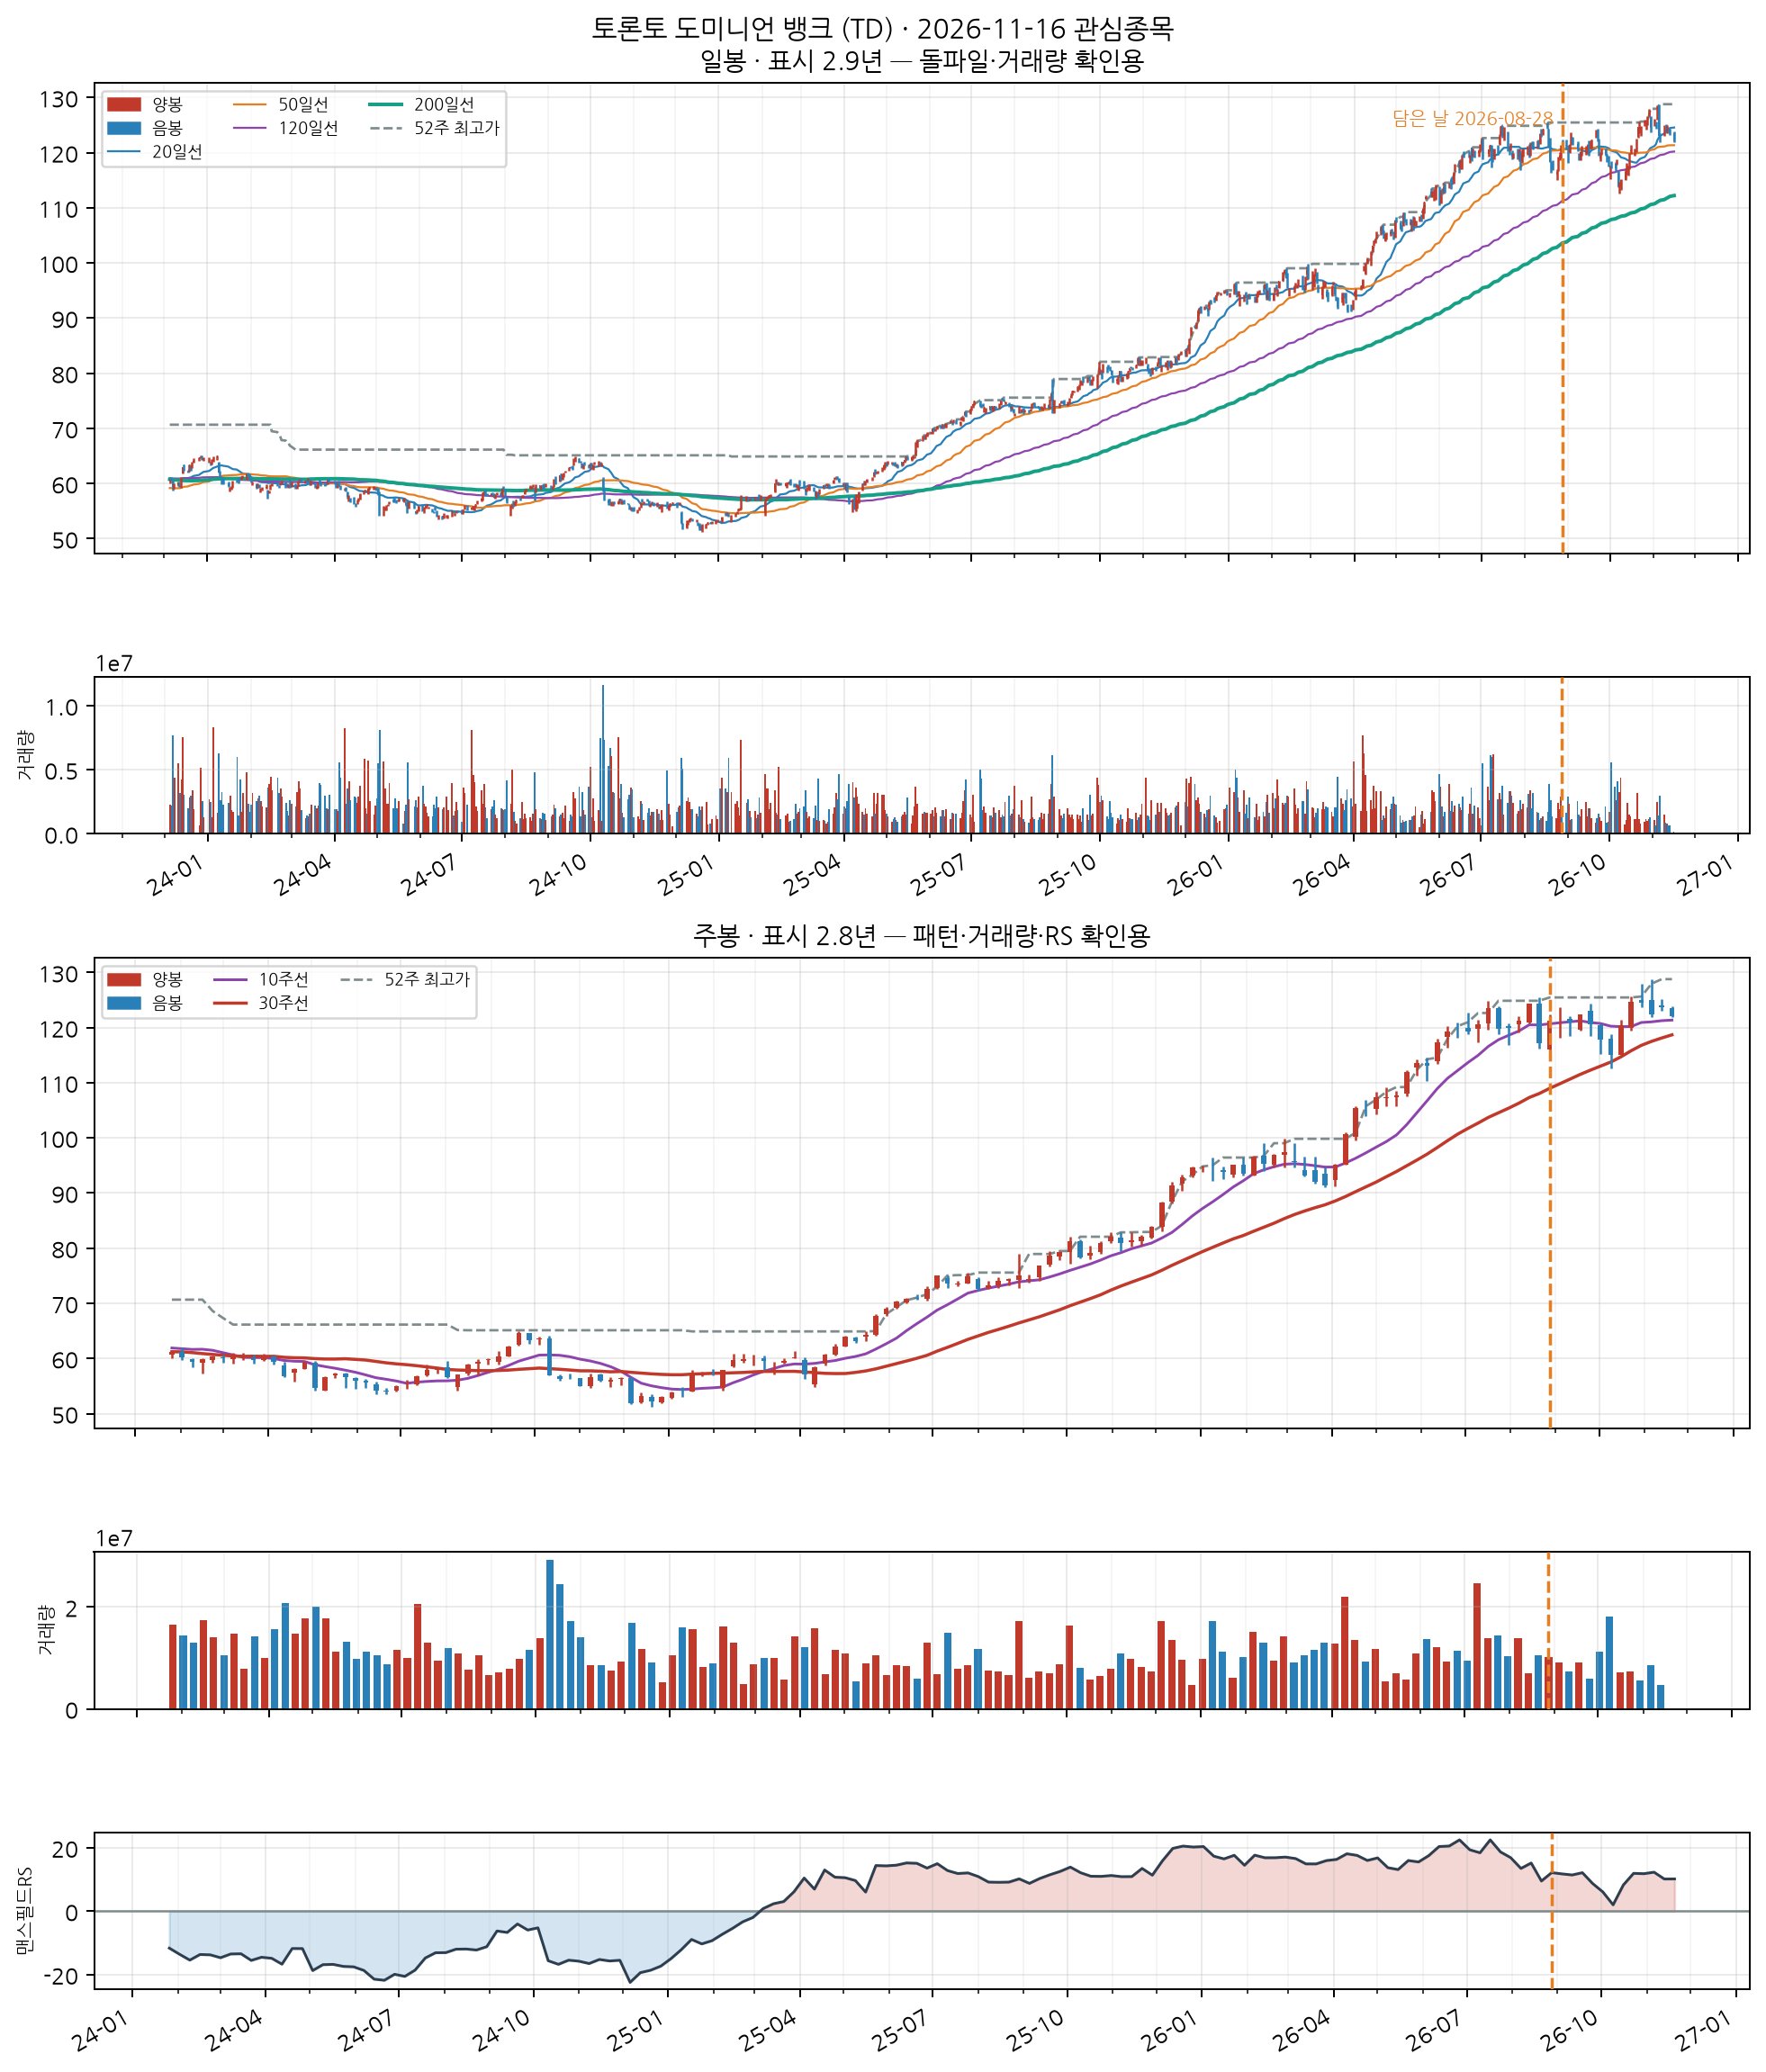 토론토 도미니언 뱅크 (TD) · 2026-11-16 관심종목
일봉 · 표시 2.9년 — 돌파일·거래량 확인용
양봉
음봉
20일선
50일선
120일선
200일선
52주 최고가
담은 날 2026-08-28
130
120
110
100
90
80
70
60
50
1e7
거래량
1.0
0.5
0.0
24-01
24-04
24-07
24-10
25-01
25-04
25-07
25-10
26-01
26-04
26-07
26-10
27-01
주봉 · 표시 2.8년 — 패턴·거래량·RS 확인용
양봉
음봉
10주선
30주선
52주 최고가
130
120
110
100
90
80
70
60
50
1e7
거래량
2
0
맨스필드RS
20
0
-20
24-01
24-04
24-07
24-10
25-01
25-04
25-07
25-10
26-01
26-04
26-07
26-10
27-01